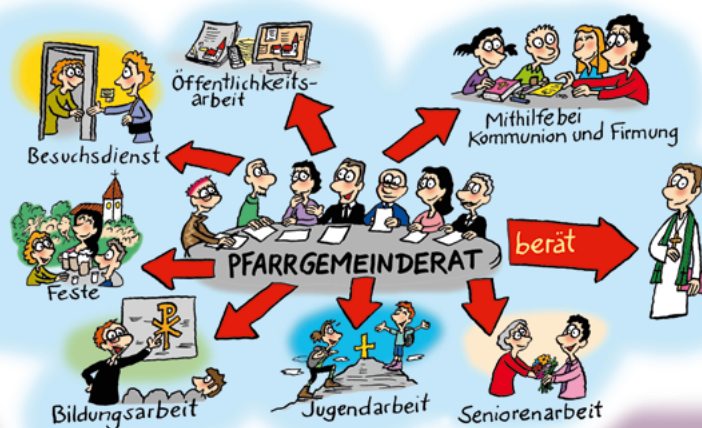 Öffentlichkeits-
arbeit
Mithilfe bei
Kommunion und Firmung
Besuchsdienst
berät
PFARRGEMEINDERAT
Feste
Bildungsarbeit
Jugendarbeit
Seniorenarbeit